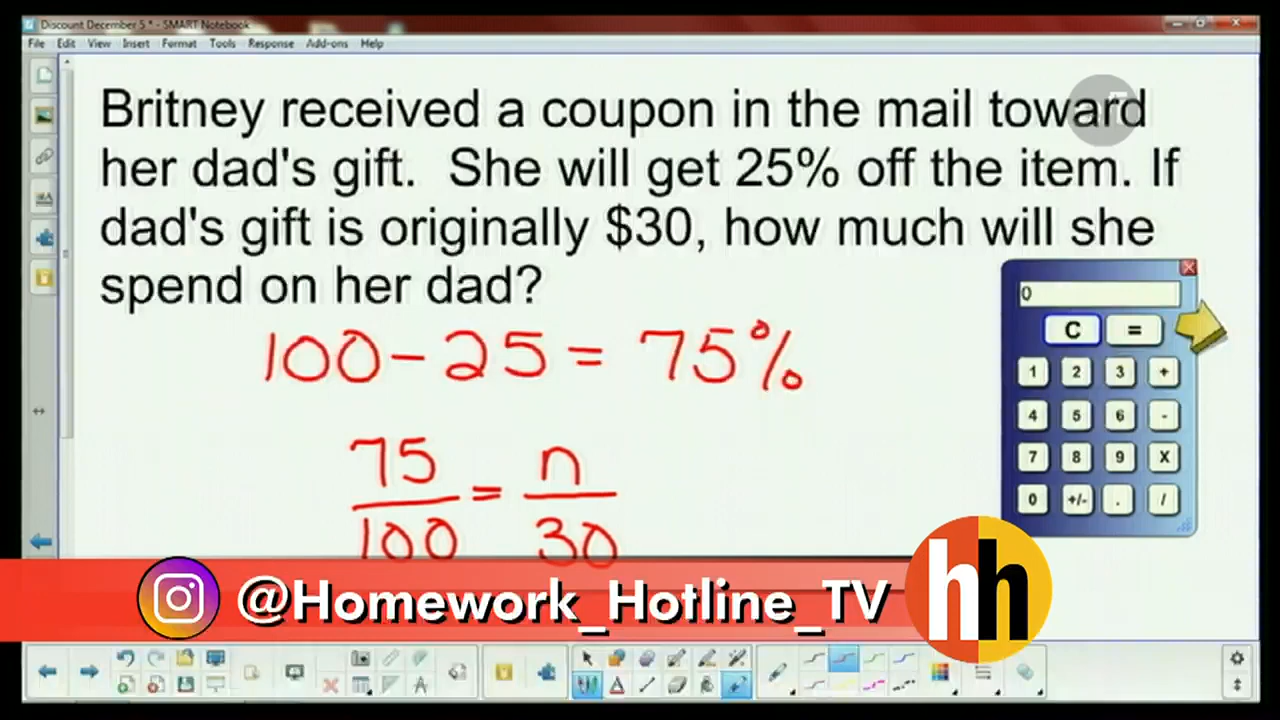 Discount December 5 * - SMART Notebook
File Edit View Insert Format Tools Response Add-ons Help
Britney received a coupon in the mail toward
her dad's gift. She will get 25% off the item. If
dad's gift is originally $30, how much will she
spend on her dad?
100 - 25 = 75%
75/100 = n/30
0
C =
1 2 3 +
4 5 6 -
7 8 9 X
0 +/- . /
@Homework_Hotline_TV
hh